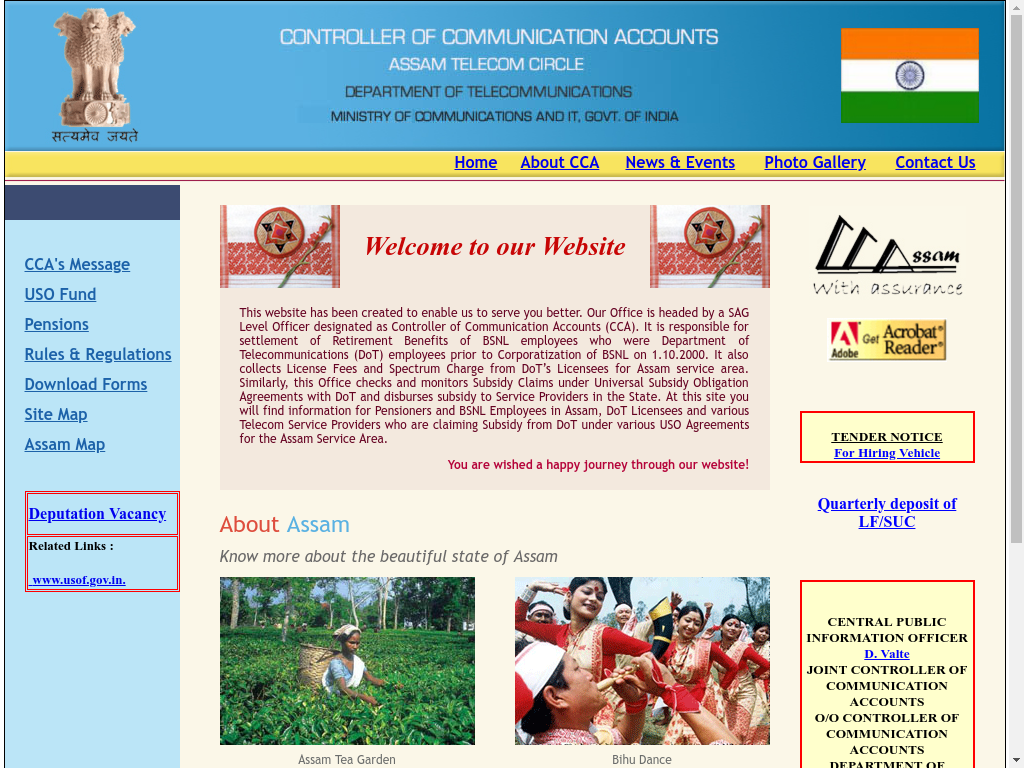 सत्यमेव जयते
CONTROLLER OF COMMUNICATION ACCOUNTS
ASSAM TELECOM CIRCLE
DEPARTMENT OF TELECOMMUNICATIONS
MINISTRY OF COMMUNICATIONS AND IT, GOVT. OF INDIA
Home About CCA News & Events Photo Gallery Contact Us
CCA's Message
USO Fund
Pensions
Rules & Regulations
Download Forms
Site Map
Assam Map
Deputation Vacancy
Related Links :
www.usof.gov.in.
Welcome to our Website
This website has been created to enable us to serve you better. Our Office is headed by a SAG
Level Officer designated as Controller of Communication Accounts (CCA). It is responsible for
settlement of Retirement Benefits of BSNL employees who were Department of
Telecommunications (DoT) employees prior to Corporatization of BSNL on 1.10.2000. It also
collects License Fees and Spectrum Charge from DoT's Licensees for Assam service area.
Similarly, this Office checks and monitors Subsidy Claims under Universal Subsidy Obligation
Agreements with DoT and disburses subsidy to Service Providers in the State. At this site you
will find information for Pensioners and BSNL Employees in Assam, DoT Licensees and various
Telecom Service Providers who are claiming Subsidy from DoT under various USO Agreements
for the Assam Service Area.
You are wished a happy journey through our website!
About Assam
Know more about the beautiful state of Assam
Assam Tea Garden
Bihu Dance
CCA Assam
With assurance
Adobe Get Acrobat Reader
TENDER NOTICE
For Hiring Vehicle
Quarterly deposit of
LF/SUC
CENTRAL PUBLIC
INFORMATION OFFICER
D. Valte
JOINT CONTROLLER OF
COMMUNICATION
ACCOUNTS
O/O CONTROLLER OF
COMMUNICATION
ACCOUNTS
DEPARTMENT OF